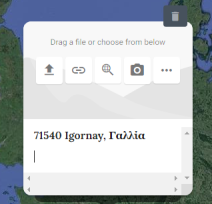 Drag a file or choose from below
71540 Igornay, Γαλλία